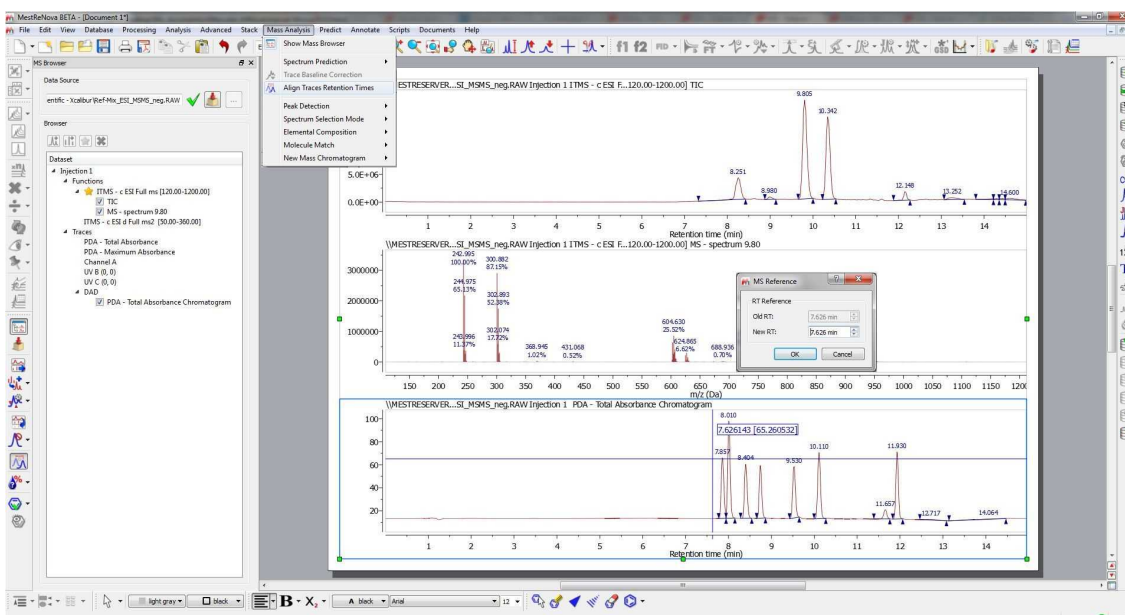 MestReNova BETA - [Document 1*]
File Edit View Database Processing Analysis Advanced Stack Mass Analysis Predict Annotate Scripts Documents Help
f1 f2
MS Browser
Data Source
entific - Xcalibur\Ref-Mix_ESI_MSMS_neg.RAW
Browser
Dataset
Injection 1
Functions
ITMS - c ESI Full ms [120.00-1200.00]
TIC
MS - spectrum 9.80
ITMS - c ESI d Full ms2 [50.00-360.00]
Traces
PDA - Total Absorbance
PDA - Maximum Absorbance
Channel A
UV B (0, 0)
UV C (0, 0)
DAD
PDA - Total Absorbance Chromatogram
Show Mass Browser
Spectrum Prediction
Trace Baseline Correction
Align Traces Retention Times
Peak Detection
Spectrum Selection Mode
Elemental Composition
Molecule Match
New Mass Chromatogram
ESTRESERVER...SI_MSMS_neg.RAW Injection 1 ITMS - c ESI F...120.00-1200.00] TIC
9.805
10.342
8.251
8.980
12.148
13.252
14.600
5.0E+06
0.0E+00
1 2 3 4 5 6 7 8 9 10 11 12 13 14
Retention time (min)
\\MESTRESERVER...SI_MSMS_neg.RAW Injection 1 ITMS - c ESI F...120.00-1200.00] MS - spectrum 9.80
242.995
100.00%
300.882
87.15%
244.975
65.13%
302.893
52.38%
243.996
11.37%
302.074
17.72%
368.945
1.02%
431.068
0.52%
604.630
25.52%
624.865
6.62%
688.936
0.70%
3000000
2000000
1000000
0
150 200 250 300 350 400 450 500 550 600 650 700 750 800 850 900 950 1000 1050 1100 1150 120
m/z (Da)
MS Reference
RT Reference
Old RT: 7.626 min
New RT: 7.626 min
OK Cancel
\\MESTRESERVER...SI_MSMS_neg.RAW Injection 1 PDA - Total Absorbance Chromatogram
8.010
7.626143 [65.260532]
7.857
8.404
9.530
10.110
11.657
11.930
12.717
14.064
100
80
60
40
20
1 2 3 4 5 6 7 8 9 10 11 12 13 14
Retention time (min)
light gray black B X₂ A black Arial 12